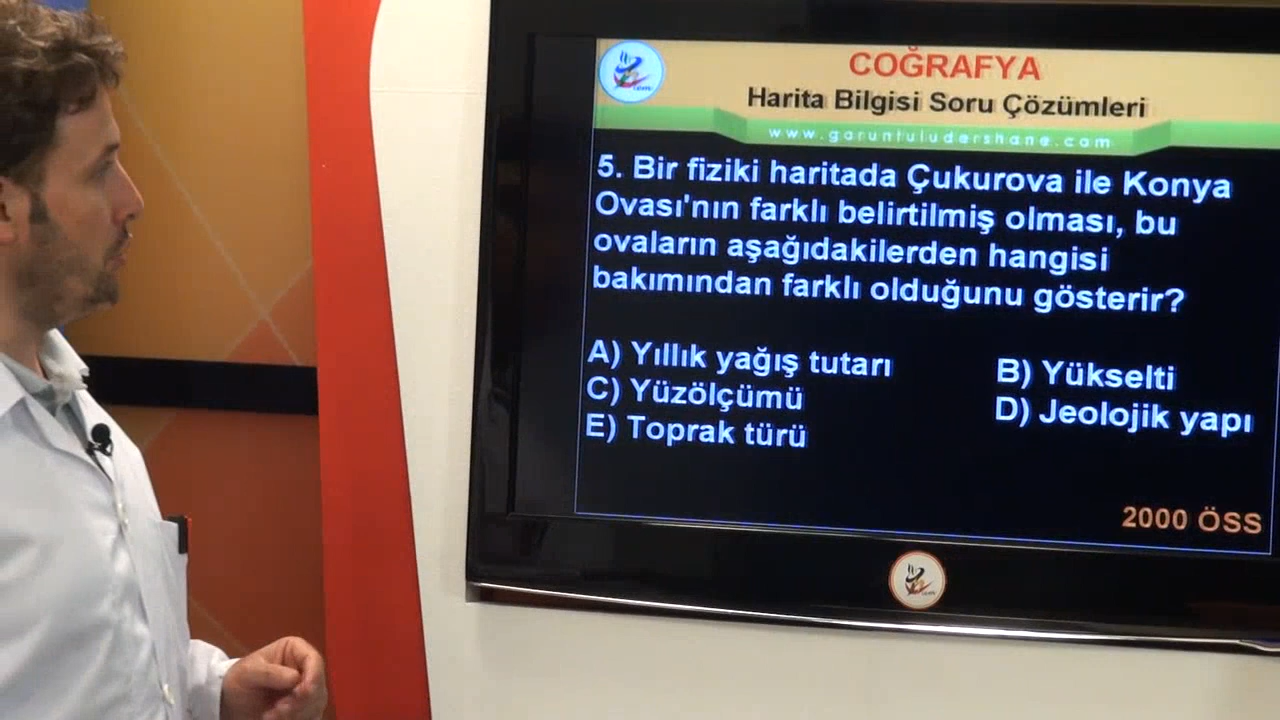 COĞRAFYA
Harita Bilgisi Soru Çözümleri
www.goruntuludershane.com
5. Bir fiziki haritada Çukurova ile Konya
Ovası'nın farklı belirtilmiş olması, bu
ovaların aşağıdakilerden hangisi
bakımından farklı olduğunu gösterir?
A) Yıllık yağış tutarı
B) Yükselti
C) Yüzölçümü
D) Jeolojik yapı
E) Toprak türü
2000 ÖSS